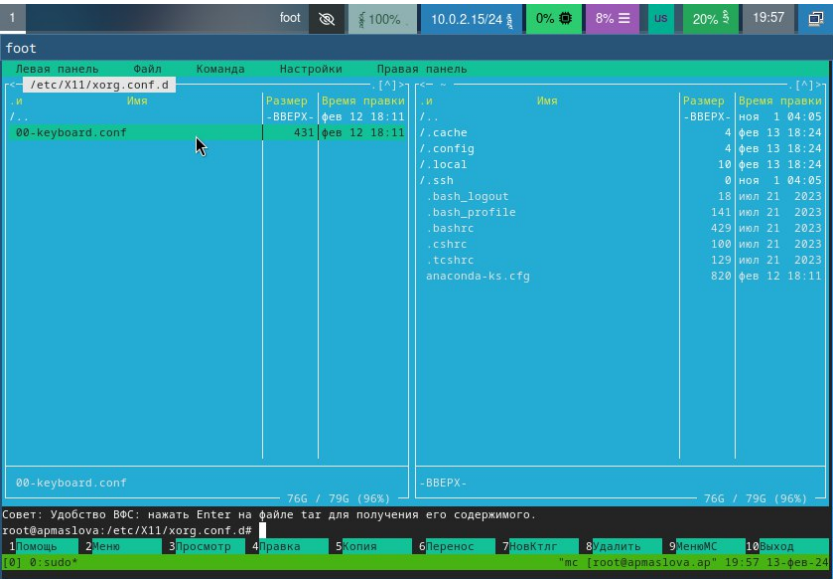 1 foot 100% 10.0.2.15/24 0% 8% us 20% 19:57
foot
Левая панель Файл Команда Настройки Правая панель
<─ /etc/X11/xorg.conf.d .[^]>
.и Имя Размер Время правки
/.. -ВВЕРХ- фев 12 18:11
00-keyboard.conf 431 фев 12 18:11
00-keyboard.conf
76G / 79G (96%)
<─ ~ .[^]>
.и Имя Размер Время правки
/.. -ВВЕРХ- ноя 1 04:05
/.cache 4 фев 13 18:24
/.config 4 фев 13 18:24
/.local 10 фев 13 18:24
/.ssh 0 ноя 1 04:05
.bash_logout 18 июл 21 2023
.bash_profile 141 июл 21 2023
.bashrc 429 июл 21 2023
.cshrc 100 июл 21 2023
.tcshrc 129 июл 21 2023
anaconda-ks.cfg 820 фев 12 18:11
-ВВЕРХ-
76G / 79G (96%)
Совет: Удобство ВФС: нажать Enter на файле tar для получения его содержимого.
root@apmaslova:/etc/X11/xorg.conf.d#
1Помощь 2Меню 3Просмотр 4Правка 5Копия 6Перенос 7НовКтлг 8Удалить 9МенюMC 10Выход
[0] 0:sudo* "mc [root@apmaslova.ap" 19:57 13-фев-24